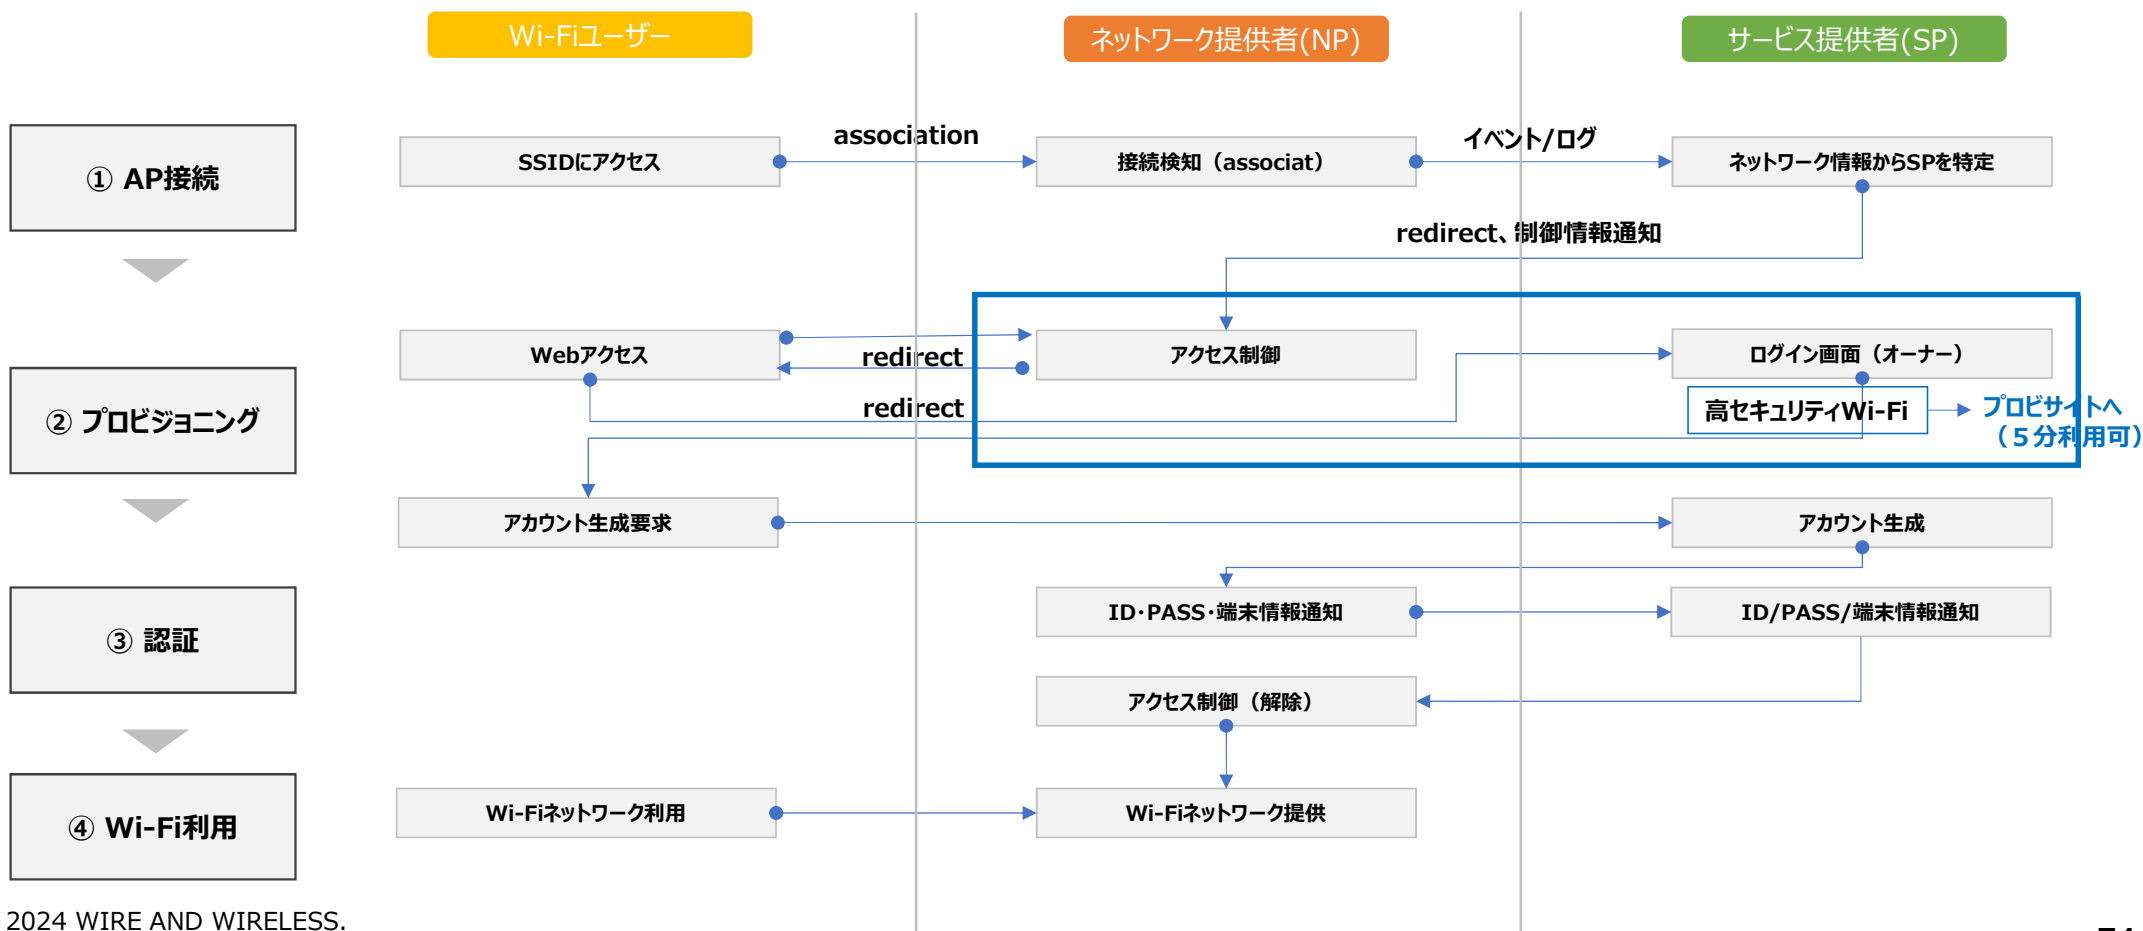 Wi-Fiユーザー
ネットワーク提供者(NP)
サービス提供者(SP)
① AP接続
SSIDにアクセス
association
接続検知（associat）
イベント/ログ
ネットワーク情報からSPを特定
redirect、制御情報通知
② プロビジョニング
Webアクセス
redirect
アクセス制御
ログイン画面（オーナー）
redirect
高セキュリティWi-Fi
プロビサイトへ
（５分利用可）
アカウント生成要求
アカウント生成
③ 認証
ID･PASS･端末情報通知
ID/PASS/端末情報通知
アクセス制御（解除）
④ Wi-Fi利用
Wi-Fiネットワーク利用
Wi-Fiネットワーク提供
2024 WIRE AND WIRELESS.